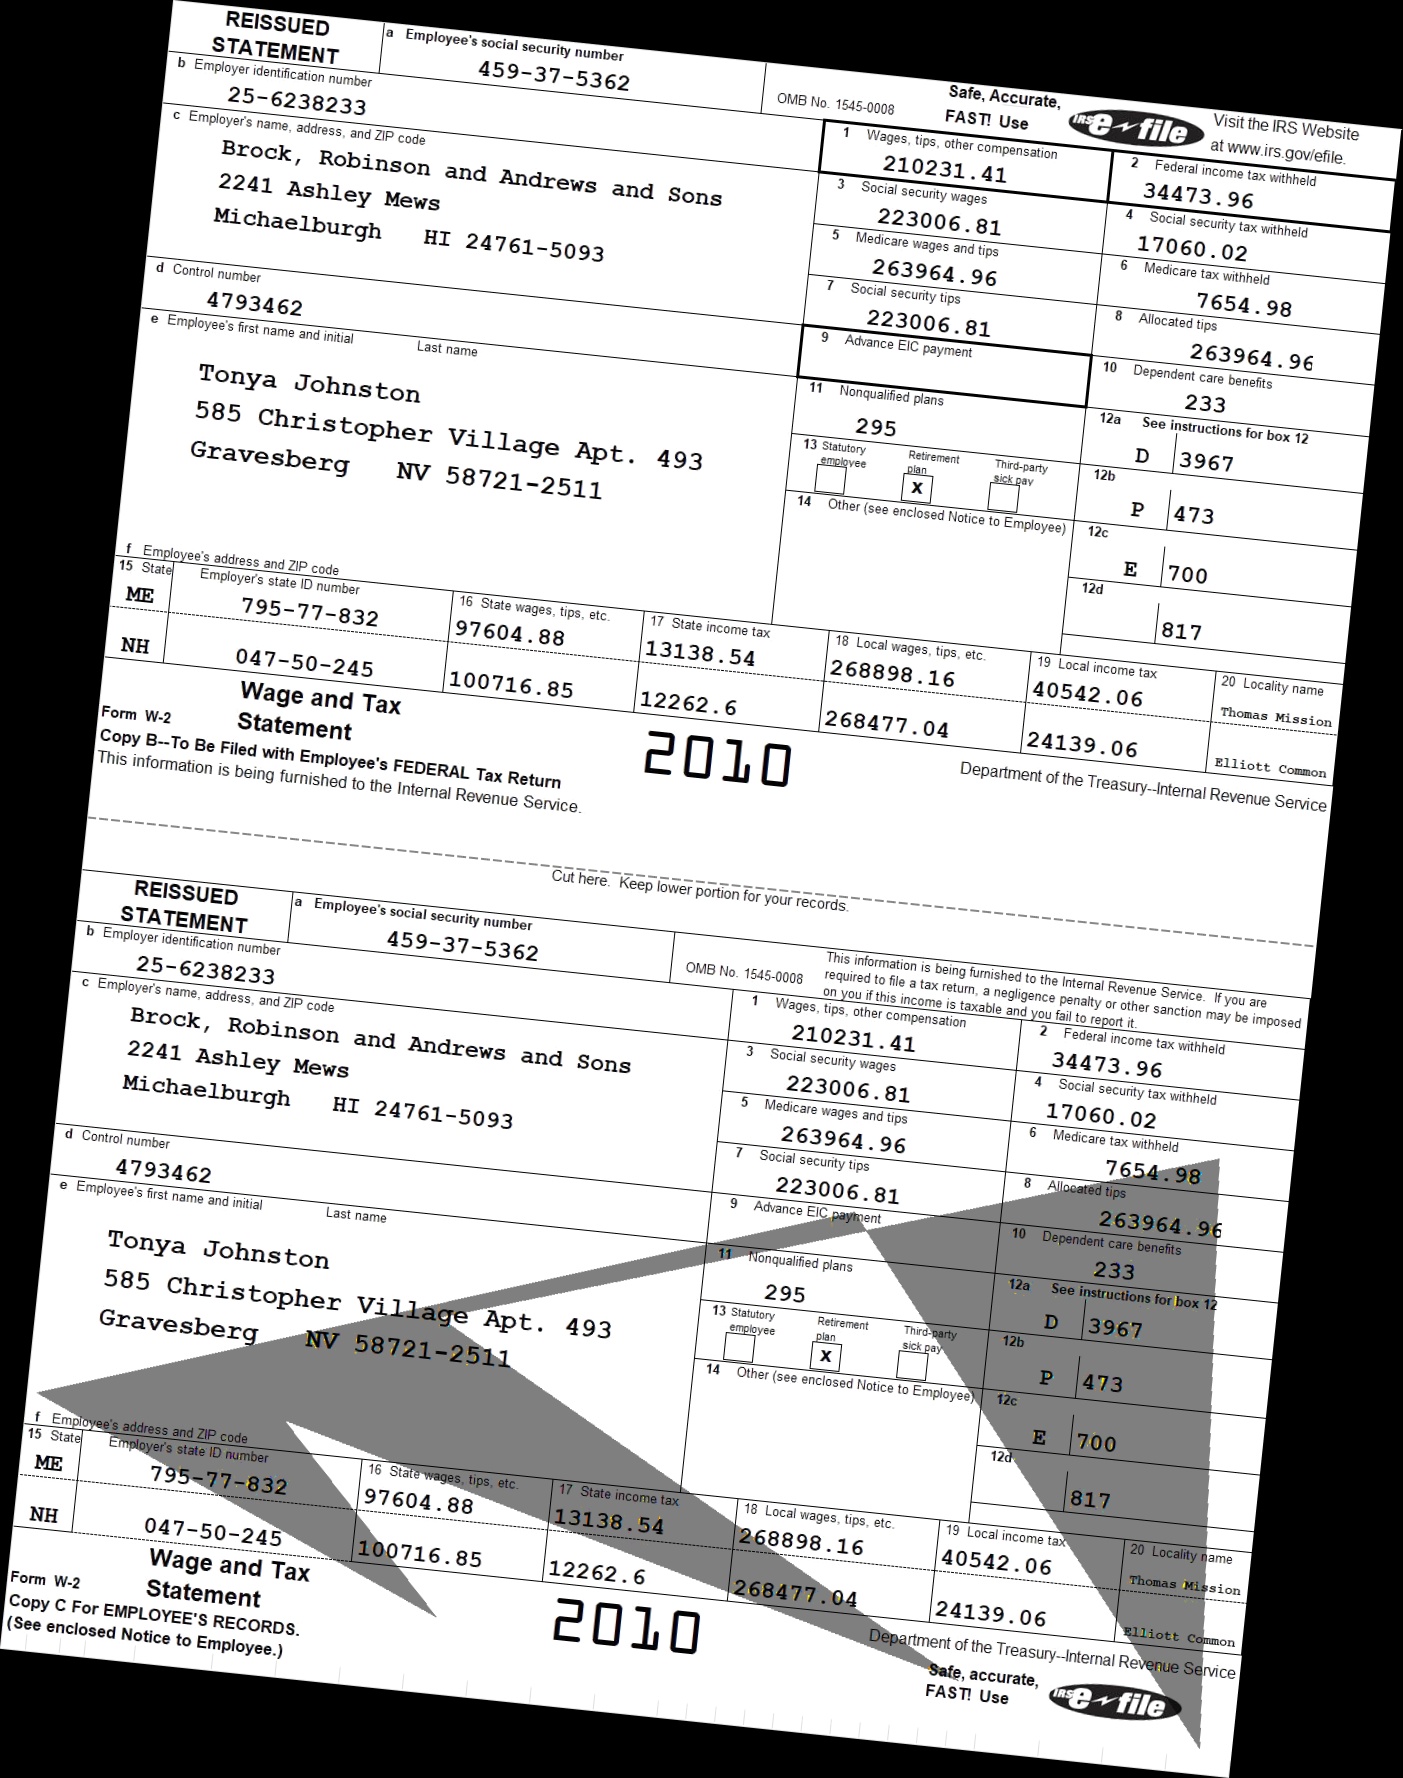 REISSUED
STATEMENT
a Employee's social security number
459-37-5362
OMB No. 1545-0008
Safe, Accurate,
FAST! Use
IRS e-file
Visit the IRS Website
at www.irs.gov/efile.
b Employer identification number
25-6238233
c Employer's name, address, and ZIP code
Brock, Robinson and Andrews and Sons
2241 Ashley Mews
Michaelburgh HI 24761-5093
1 Wages, tips, other compensation
210231.41
2 Federal income tax withheld
34473.96
3 Social security wages
223006.81
4 Social security tax withheld
17060.02
5 Medicare wages and tips
263964.96
6 Medicare tax withheld
7654.98
d Control number
4793462
7 Social security tips
223006.81
8 Allocated tips
263964.96
e Employee's first name and initial Last name
Tonya Johnston
585 Christopher Village Apt. 493
Gravesberg NV 58721-2511
9 Advance EIC payment
10 Dependent care benefits
233
11 Nonqualified plans
295
12a See instructions for box 12
D 3967
13 Statutory employee Retirement plan Third-party sick pay
X
12b
P 473
14 Other (see enclosed Notice to Employee)
12c
E 700
12d
817
f Employee's address and ZIP code
15 State Employer's state ID number
16 State wages, tips, etc.
17 State income tax
18 Local wages, tips, etc.
19 Local income tax
20 Locality name
ME 795-77-832 97604.88 13138.54 268898.16 40542.06 Thomas Mission
NH 047-50-245 100716.85 12262.6 268477.04 24139.06 Elliott Common
Form W-2
Wage and Tax
Statement
2010
Department of the Treasury--Internal Revenue Service
Copy B--To Be Filed with Employee's FEDERAL Tax Return
This information is being furnished to the Internal Revenue Service.
Cut here. Keep lower portion for your records.
REISSUED
STATEMENT
a Employee's social security number
459-37-5362
OMB No. 1545-0008
This information is being furnished to the Internal Revenue Service. If you are
required to file a tax return, a negligence penalty or other sanction may be imposed
on you if this income is taxable and you fail to report it.
b Employer identification number
25-6238233
c Employer's name, address, and ZIP code
Brock, Robinson and Andrews and Sons
2241 Ashley Mews
Michaelburgh HI 24761-5093
1 Wages, tips, other compensation
210231.41
2 Federal income tax withheld
34473.96
3 Social security wages
223006.81
4 Social security tax withheld
17060.02
5 Medicare wages and tips
263964.96
6 Medicare tax withheld
7654.98
d Control number
4793462
7 Social security tips
223006.81
8 Allocated tips
263964.96
e Employee's first name and initial Last name
Tonya Johnston
585 Christopher Village Apt. 493
Gravesberg NV 58721-2511
9 Advance EIC payment
10 Dependent care benefits
233
11 Nonqualified plans
295
12a See instructions for box 12
D 3967
13 Statutory employee Retirement plan Third-party sick pay
X
12b
P 473
14 Other (see enclosed Notice to Employee)
12c
E 700
12d
817
f Employee's address and ZIP code
15 State Employer's state ID number
16 State wages, tips, etc.
17 State income tax
18 Local wages, tips, etc.
19 Local income tax
20 Locality name
ME 795-77-832 97604.88 13138.54 268898.16 40542.06 Thomas Mission
NH 047-50-245 100716.85 12262.6 268477.04 24139.06 Elliott Common
Form W-2
Wage and Tax
Statement
2010
Department of the Treasury--Internal Revenue Service
Copy C For EMPLOYEE'S RECORDS.
(See enclosed Notice to Employee.)
Safe, accurate,
FAST! Use
IRS e-file